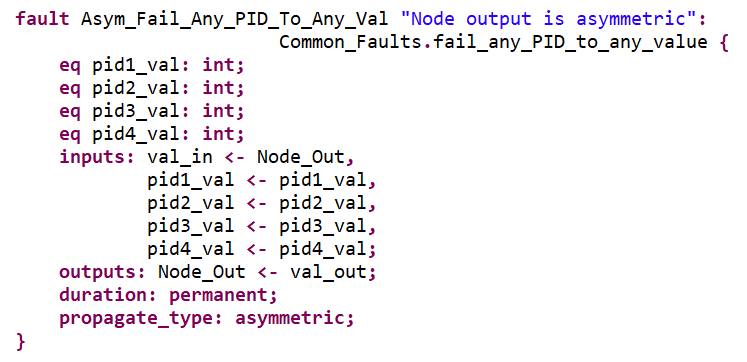 fault Asym_Fail_Any_PID_To_Any_Val "Node output is asymmetric":
Common_Faults.fail_any_PID_to_any_value {
eq pid1_val: int;
eq pid2_val: int;
eq pid3_val: int;
eq pid4_val: int;
inputs: val_in <- Node_Out,
pid1_val <- pid1_val,
pid2_val <- pid2_val,
pid3_val <- pid3_val,
pid4_val <- pid4_val;
outputs: Node_Out <- val_out;
duration: permanent;
propagate_type: asymmetric;
}